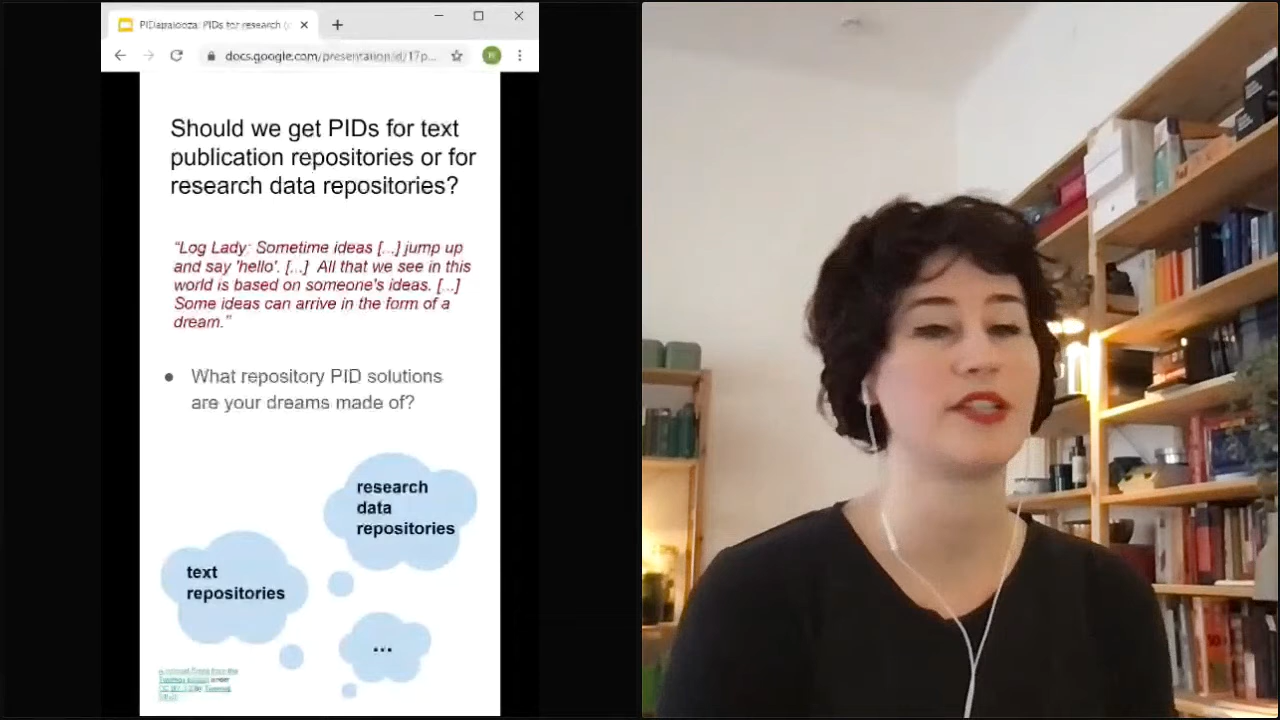 PIDapalooza: PIDs for research (
docs.google.com/presentation/d/17p...
Should we get PIDs for text
publication repositories or for
research data repositories?
“Log Lady: Sometime ideas [...] jump up
and say 'hello'. [...] All that we see in this
world is based on someone's ideas. [...]
Some ideas can arrive in the form of a
dream.”
● What repository PID solutions
are your dreams made of?
research
data
repositories
text
repositories
...